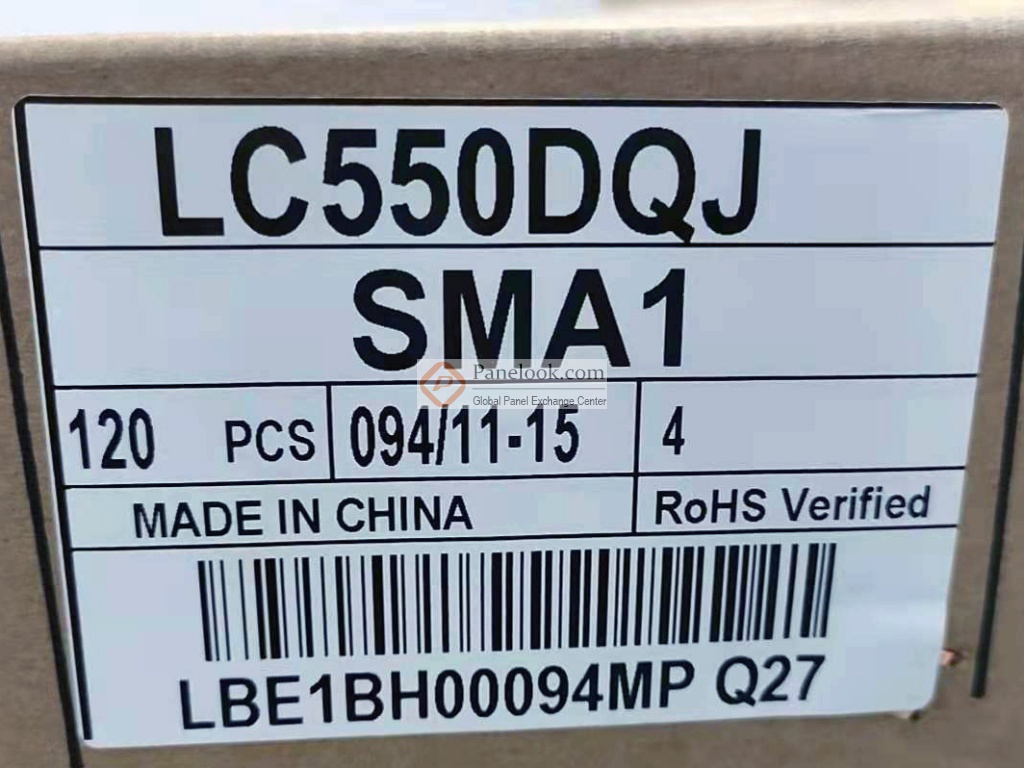 LC550DQJ
SMA1
Panelook.com
Global Panel Exchange Center
120 PCS 094/11-15 4
MADE IN CHINA RoHS Verified
LBE1BH00094MP Q27